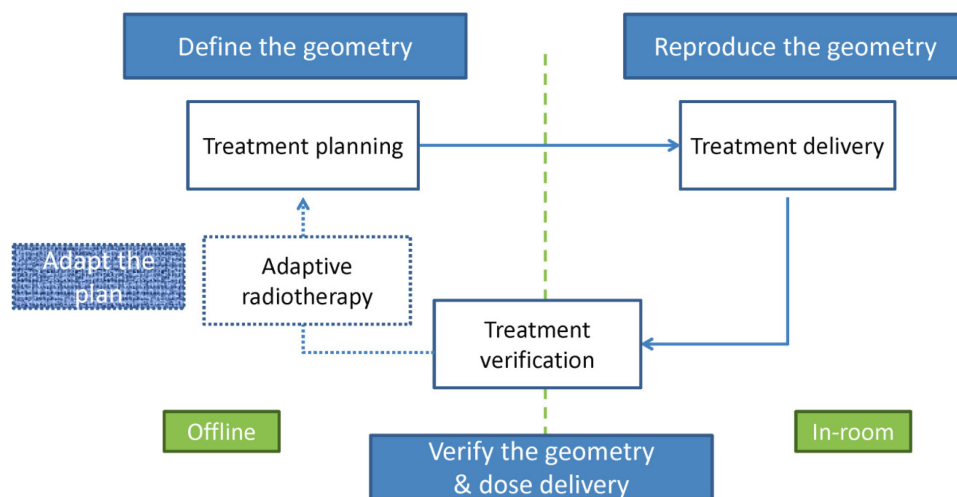 Define the geometry
Reproduce the geometry
Treatment planning
Treatment delivery
Adapt the
plan
Adaptive
radiotherapy
Treatment
verification
Offline
In-room
Verify the geometry
& dose delivery